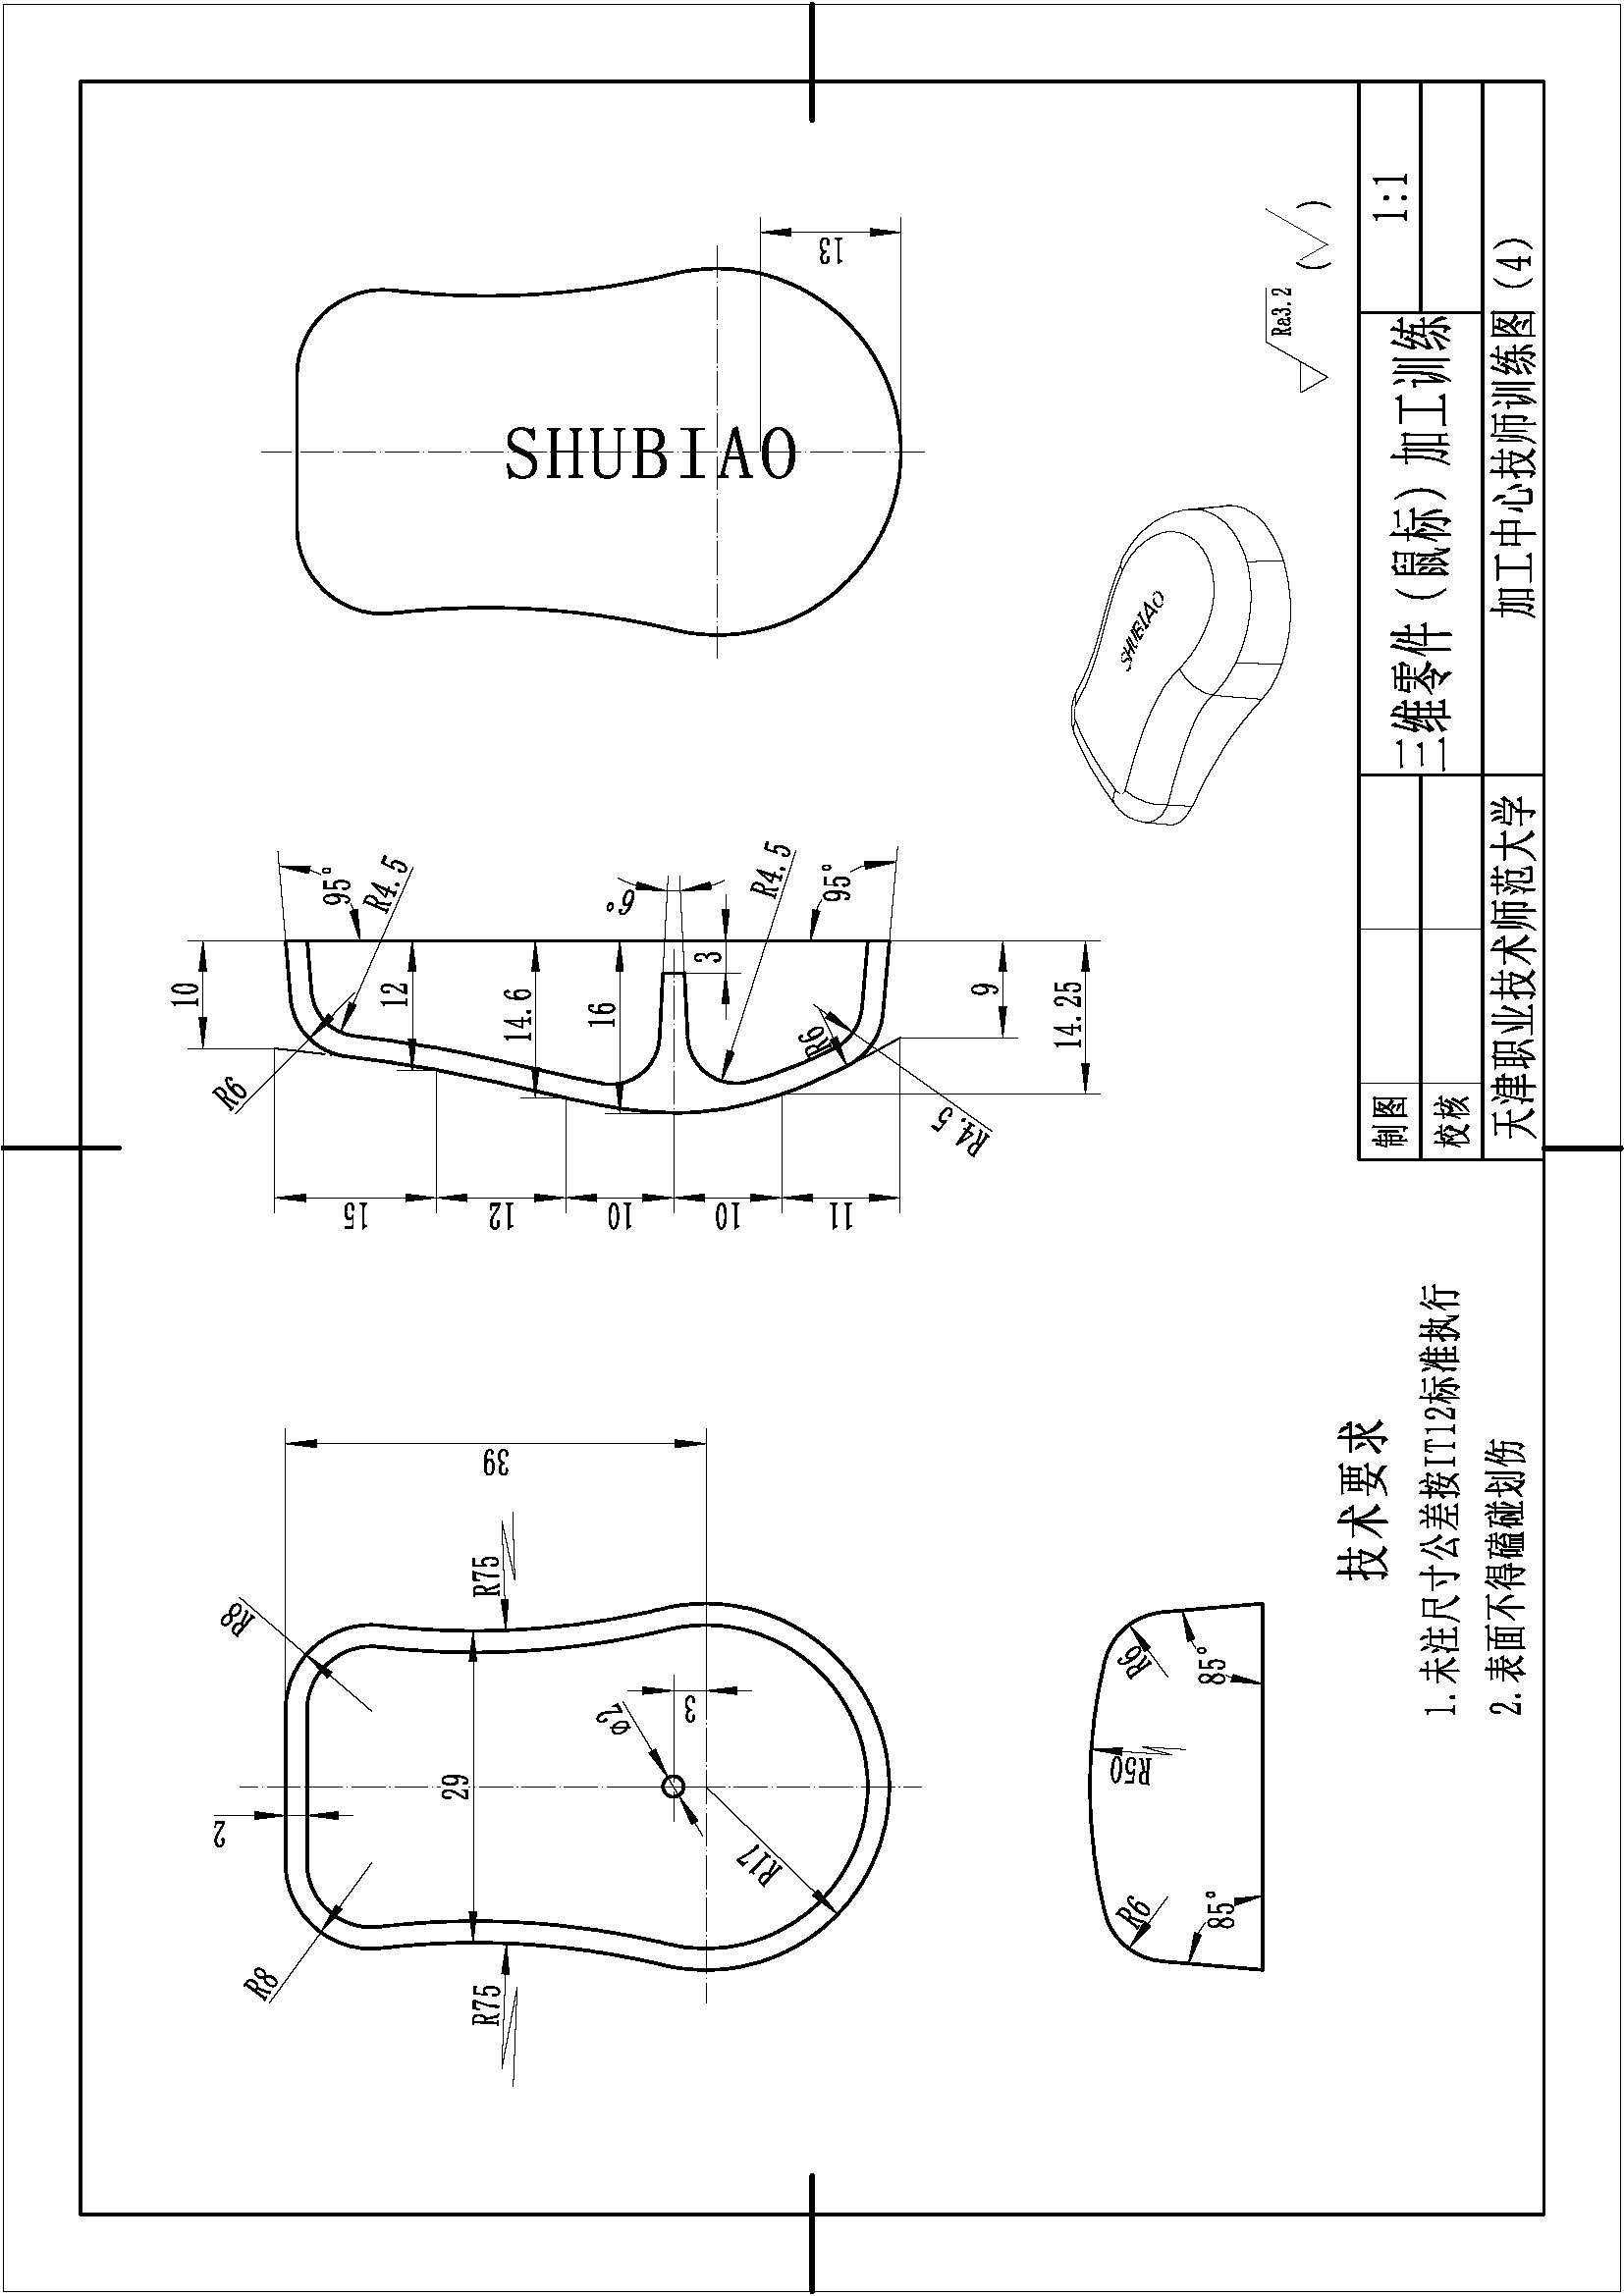 R8
R8
2
R75
R75
29
39
3
ø2
R17
10
12
14.6
16
3
9
14.25
R6
R6
95°
95°
R4.5
R4.5
R4.5
6°
15
12
10
10
11
SHUBIAO
13
R6
R6
R50
85°
85°
SHUBIAO
Ra3.2
( )
技术要求
1.未注尺寸公差按IT12标准执行
2.表面不得磕碰划伤
制图
校核
三维零件（鼠标）加工训练
1:1
天津职业技术师范大学
加工中心技师训练图（4）